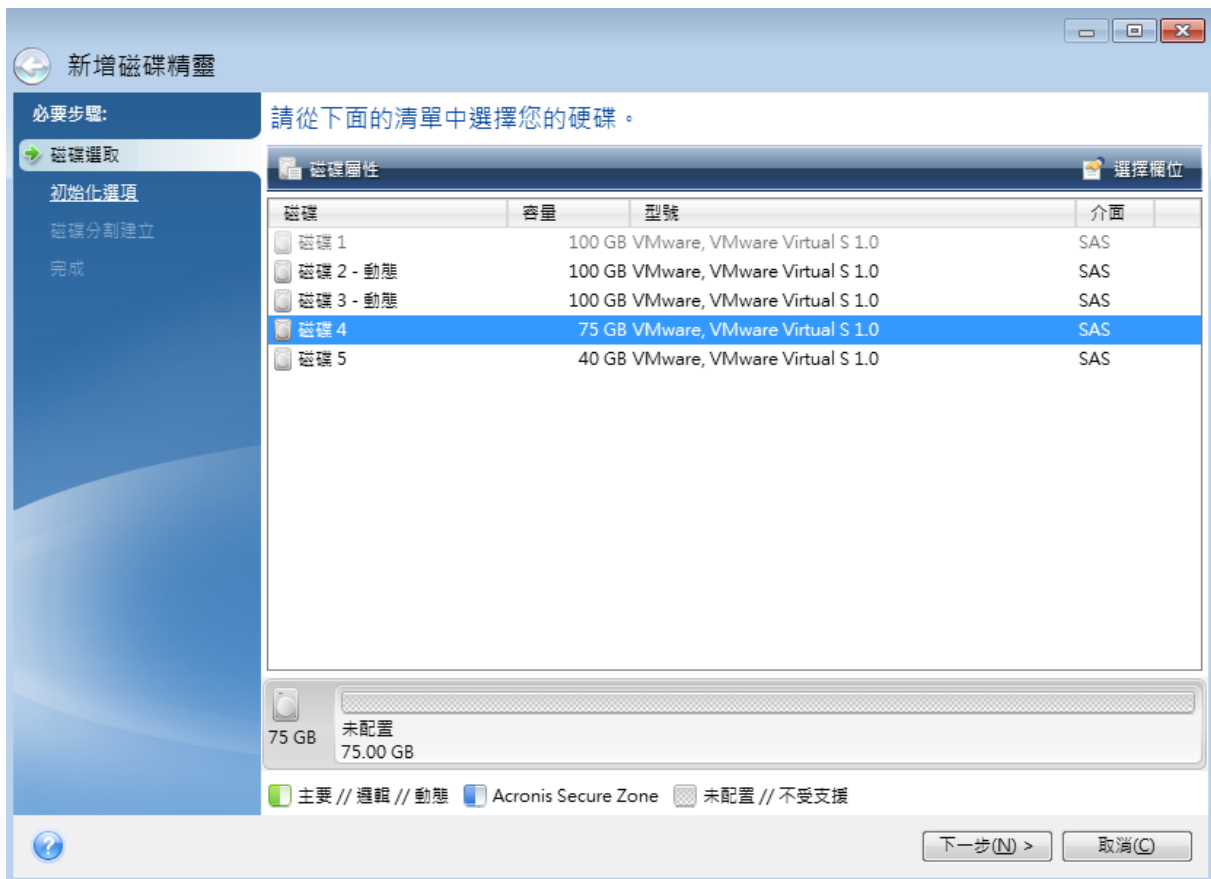 新增磁碟精靈
必要步驟:
磁碟選取
初始化選項
磁碟分割建立
完成
請從下面的清單中選擇您的硬碟。
磁碟屬性 選擇欄位
磁碟 容量 型號 介面
磁碟 1 100 GB VMware, VMware Virtual S 1.0 SAS
磁碟 2 - 動態 100 GB VMware, VMware Virtual S 1.0 SAS
磁碟 3 - 動態 100 GB VMware, VMware Virtual S 1.0 SAS
磁碟 4 75 GB VMware, VMware Virtual S 1.0 SAS
磁碟 5 40 GB VMware, VMware Virtual S 1.0 SAS
75 GB
未配置
75.00 GB
主要 // 邏輯 // 動態 Acronis Secure Zone 未配置 // 不受支援
下一步(N) > 取消(C)